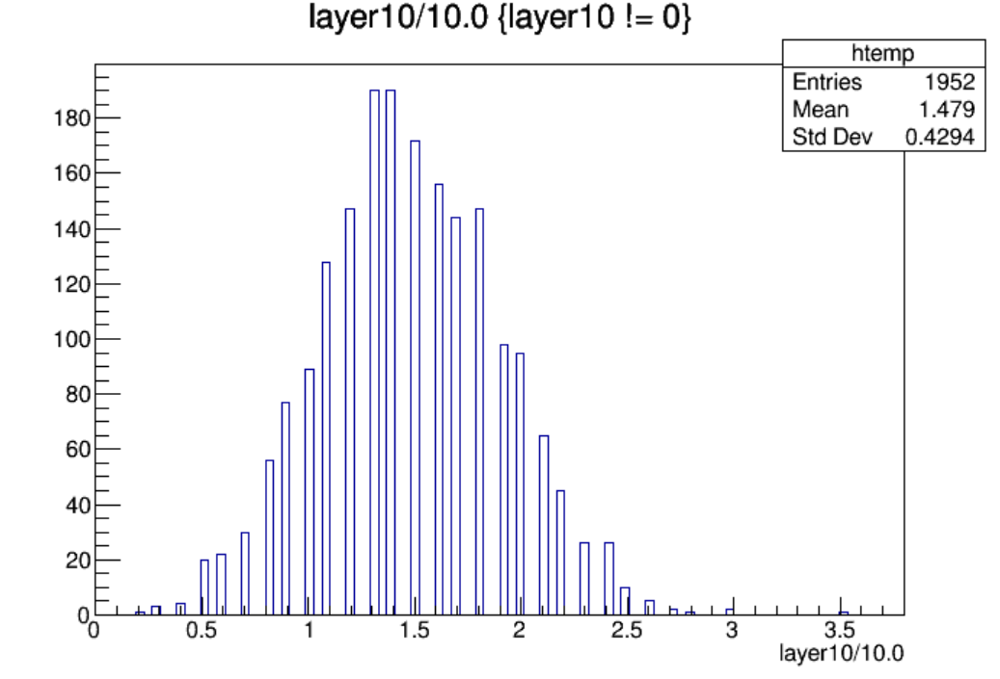 layer10/10.0 {layer10 != 0}
htemp
Entries 1952
Mean 1.479
Std Dev 0.4294
180
160
140
120
100
80
60
40
20
0
0 0.5 1 1.5 2 2.5 3 3.5
layer10/10.0